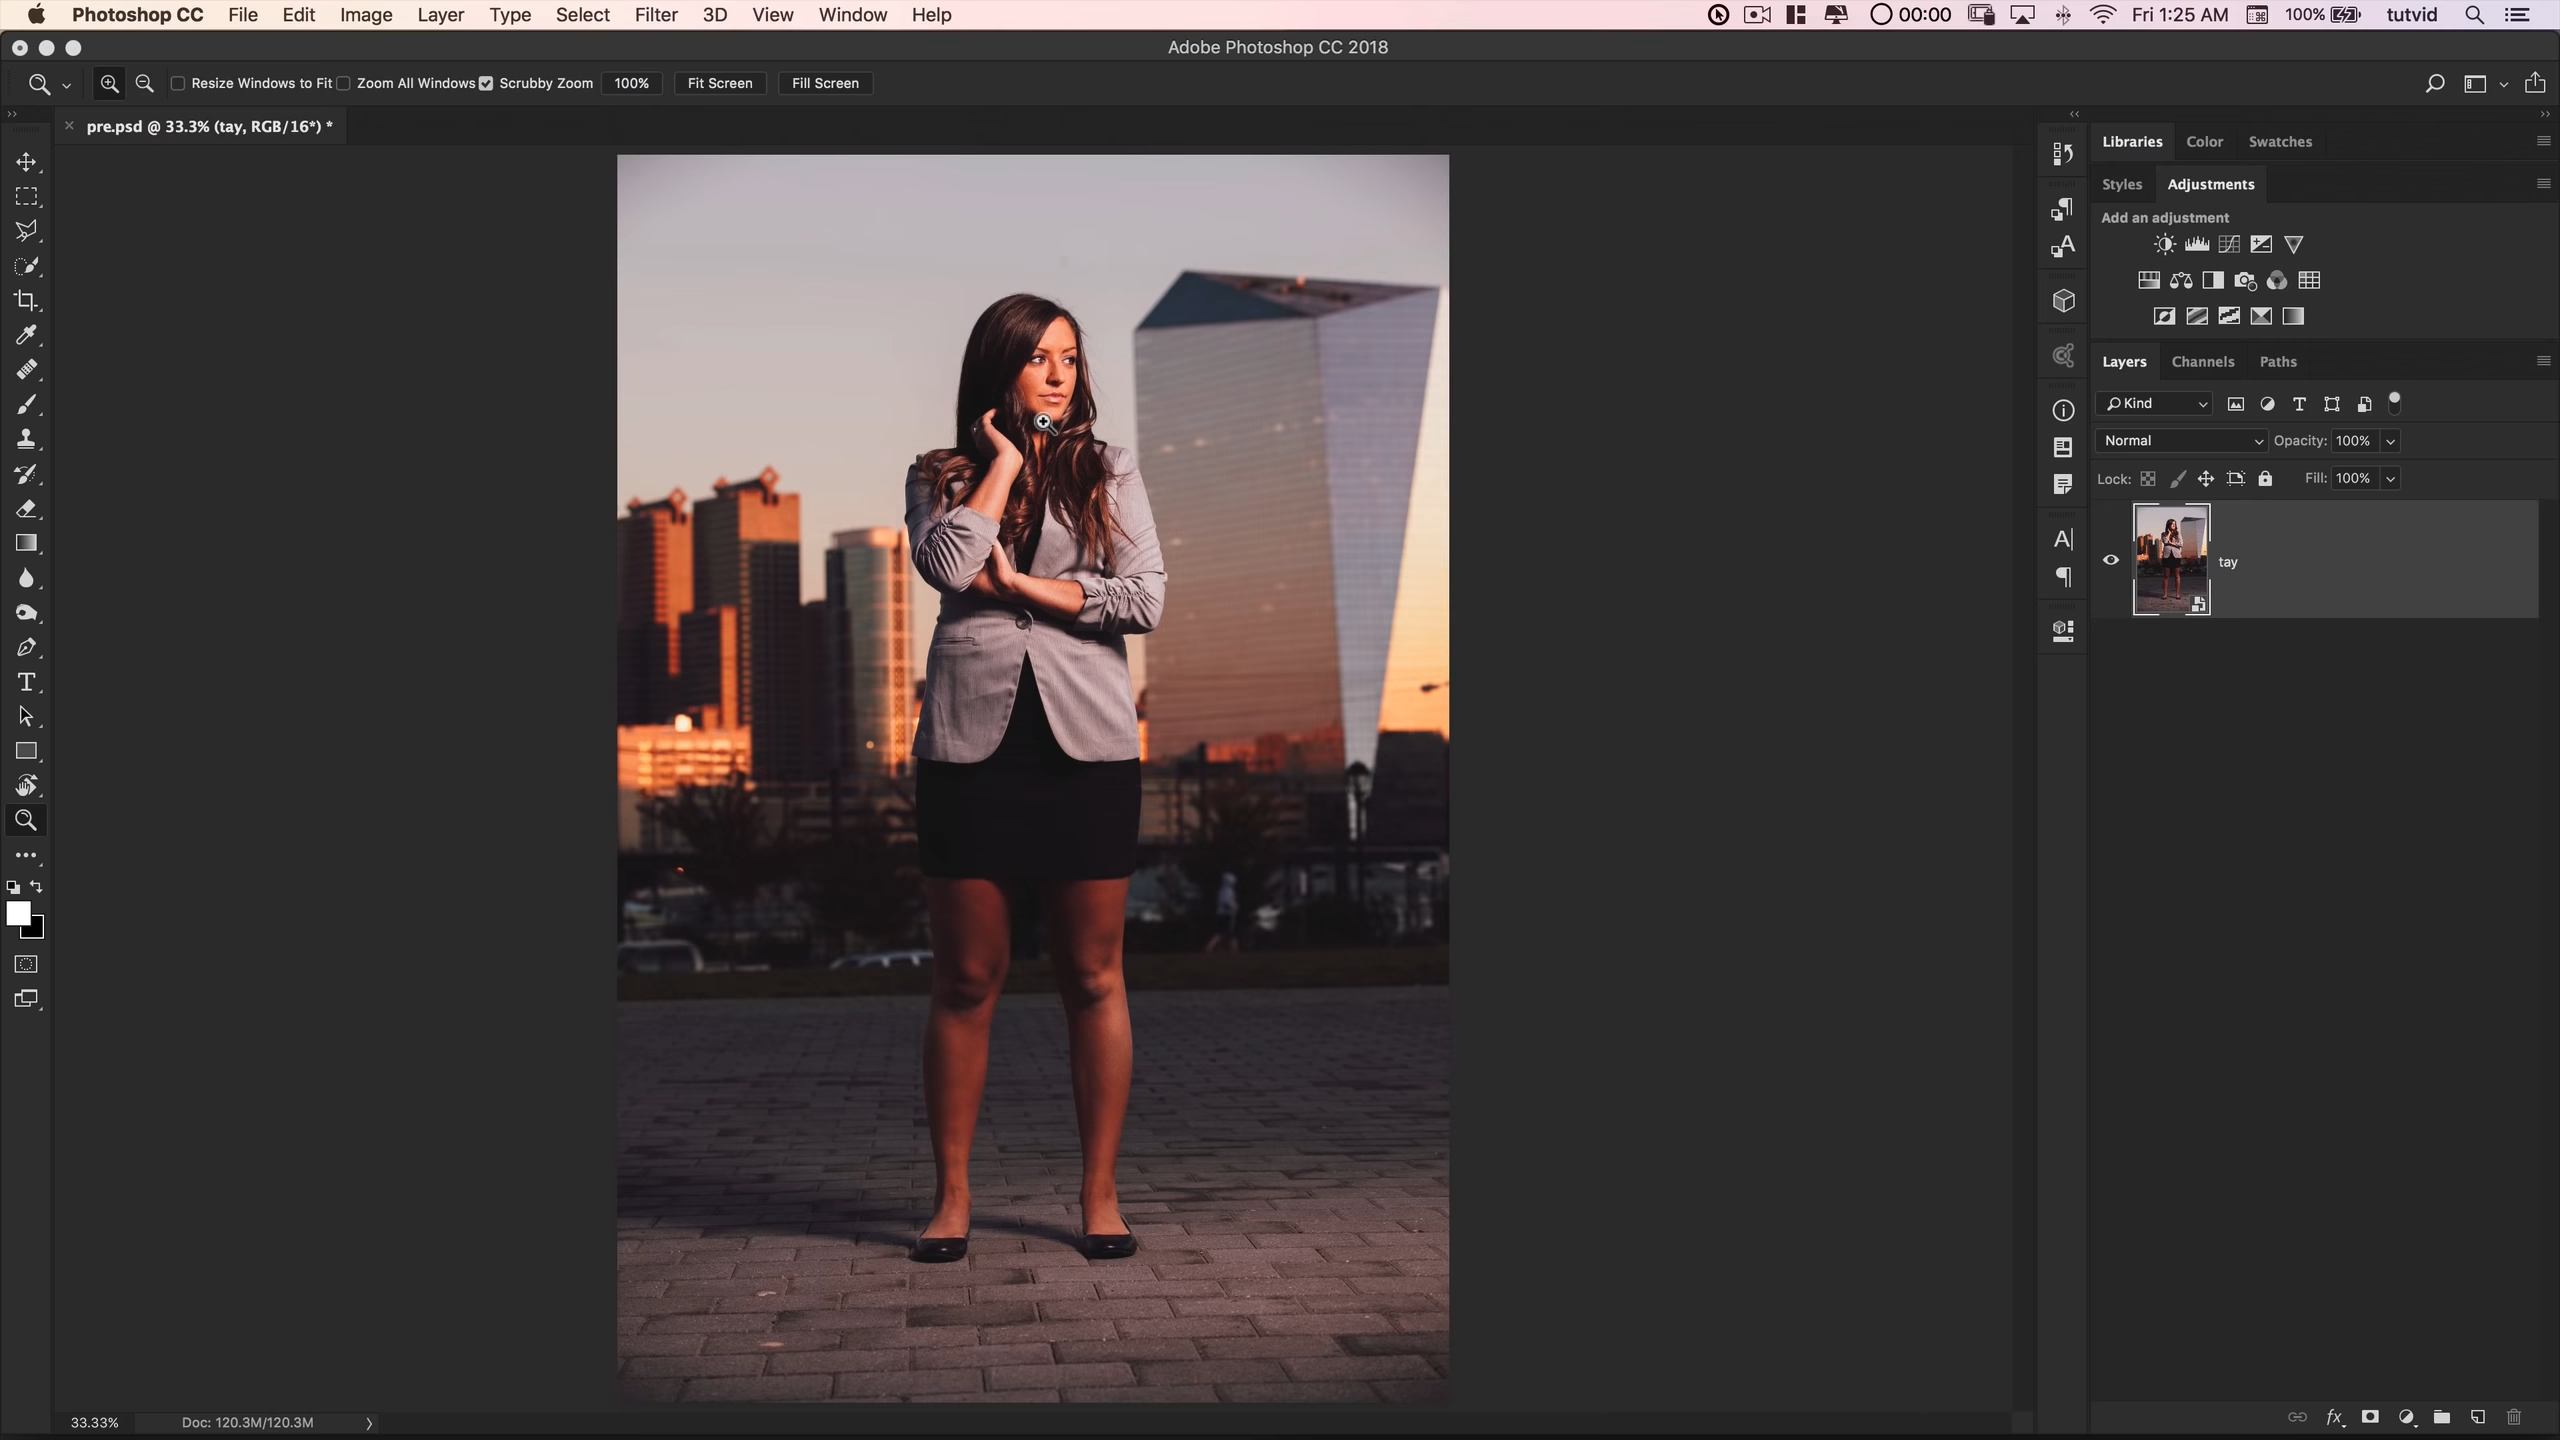 Photoshop CC File Edit Image Layer Type Select Filter 3D View Window Help 00:00 Fri 1:25 AM 100% tutvid
Adobe Photoshop CC 2018
Resize Windows to Fit Zoom All Windows Scrubby Zoom 100% Fit Screen Fill Screen
pre.psd @ 33.3% (tay, RGB/16*) *
Libraries Color Swatches
Styles Adjustments
Add an adjustment
Layers Channels Paths
Kind
Normal Opacity: 100%
Lock: Fill: 100%
tay
33.33% Doc: 120.3M/120.3M